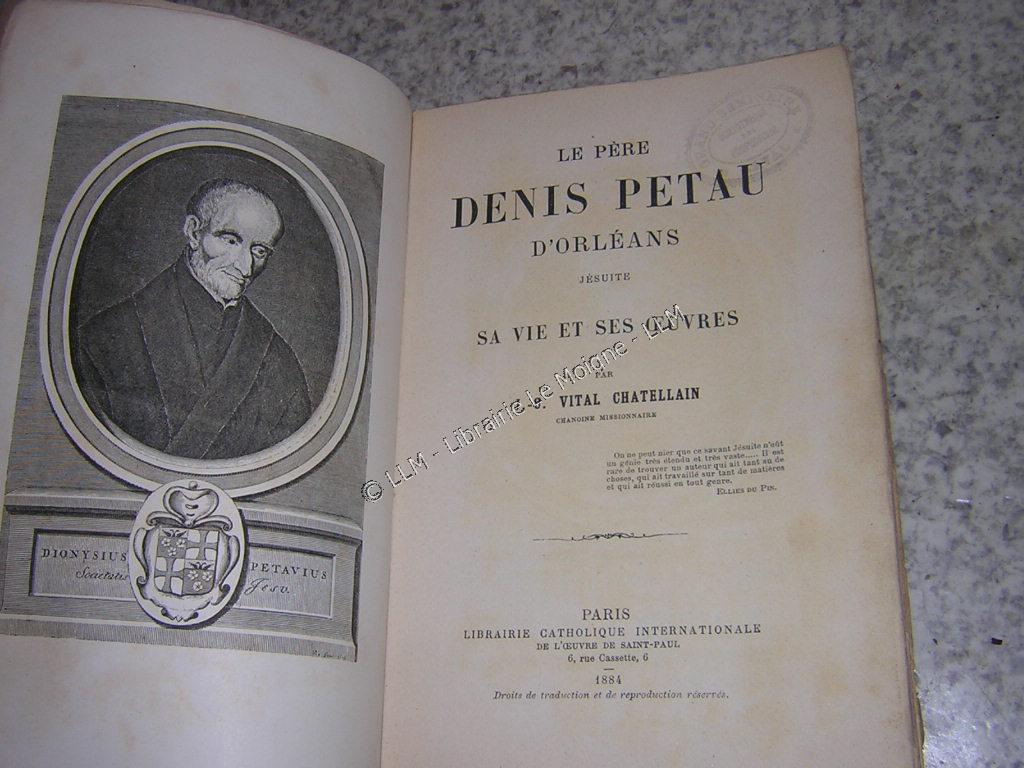 DIONYSIUS PETAVIUS
Societatis Jesu.
LE PÈRE
DENIS PETAU
D'ORLÉANS
JÉSUITE
SA VIE ET SES ŒUVRES
PAR
VITAL CHATELLAIN
CHANOINE MISSIONNAIRE
On ne peut nier que ce savant Jésuite n'eût
un génie très étendu et très vaste..... Il est
rare de trouver un auteur qui ait tant su de
choses, qui ait travaillé sur tant de matières
et qui ait réussi en tout genre.
ELLIES DU PIN.
PARIS
LIBRAIRIE CATHOLIQUE INTERNATIONALE
DE L'ŒUVRE DE SAINT-PAUL
6, rue Cassette, 6
1884
Droits de traduction et de reproduction réservés.
© LLM - Librairie Le Moigne - LLM